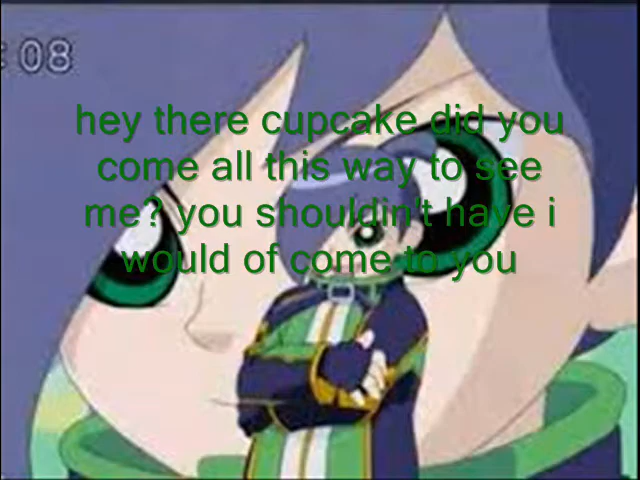 :08
hey there cupcake did you
come all this way to see
me? you shouldin't have i
would of come to you